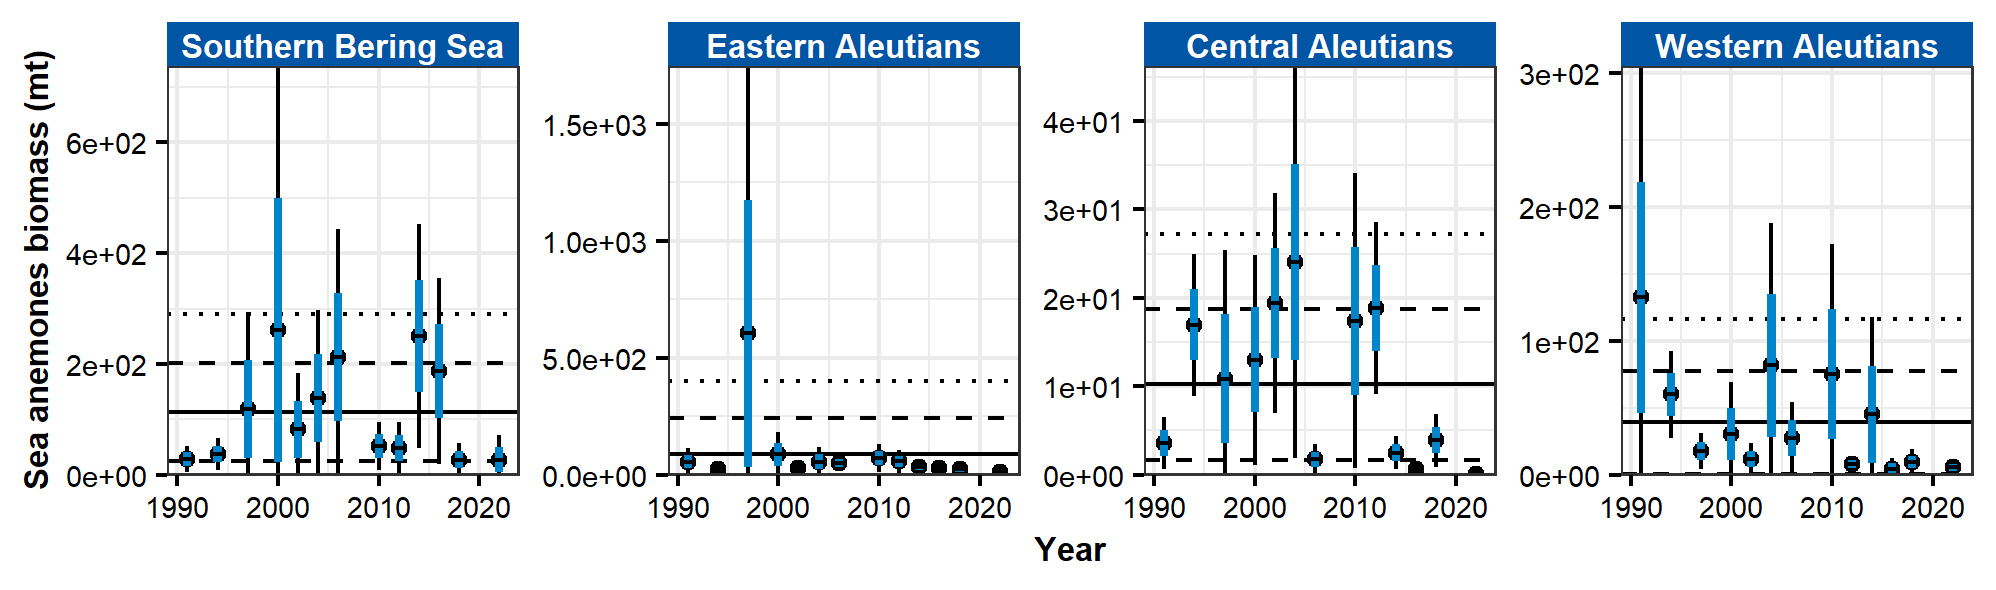 Southern Bering Sea
Eastern Aleutians
Central Aleutians
Western Aleutians
Sea anemones biomass (mt)
6e+02
4e+02
2e+02
0e+00
1990
2000
2010
2020
1.5e+03
1.0e+03
5.0e+02
0.0e+00
1990
2000
2010
2020
4e+01
3e+01
2e+01
1e+01
0e+00
1990
2000
2010
2020
3e+02
2e+02
1e+02
0e+00
1990
2000
2010
2020
Year